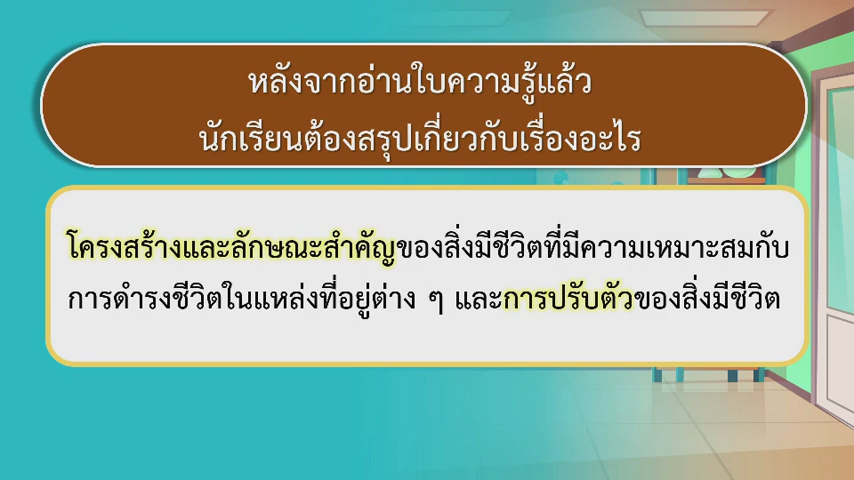 หลังจากอ่านใบความรู้แล้ว
นักเรียนต้องสรุปเกี่ยวกับเรื่องอะไร
โครงสร้างและลักษณะสำคัญของสิ่งมีชีวิตที่มีความเหมาะสมกับ
การดำรงชีวิตในแหล่งที่อยู่ต่าง ๆ และการปรับตัวของสิ่งมีชีวิต